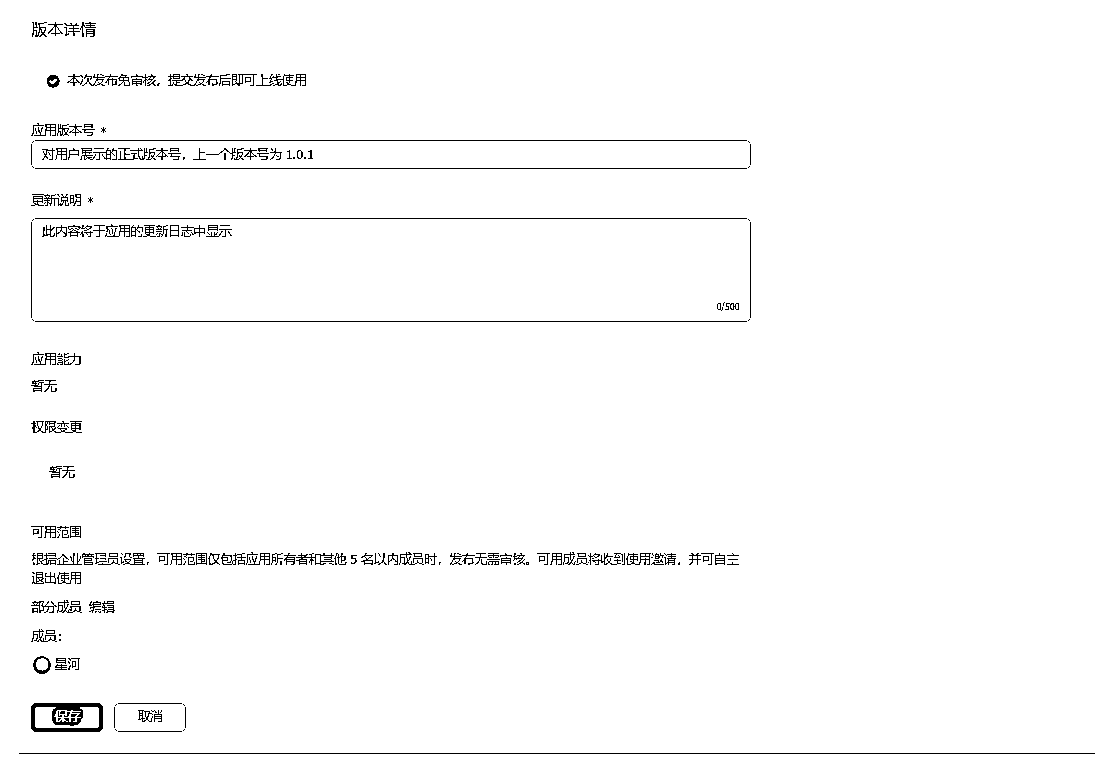 版本详情
本次发布免审核，提交发布后即可上线使用
应用版本号 *
对用户展示的正式版本号，上一个版本号为 1.0.1
更新说明 *
此内容将于应用的更新日志中显示
0/500
应用能力
暂无
权限变更
暂无
可用范围
根据企业管理员设置，可用范围仅包括应用所有者和其他 5 名以内成员时，发布无需审核。可用成员将收到使用邀请，并可自主
退出使用
部分成员 编辑
成员：
星河
保存 取消